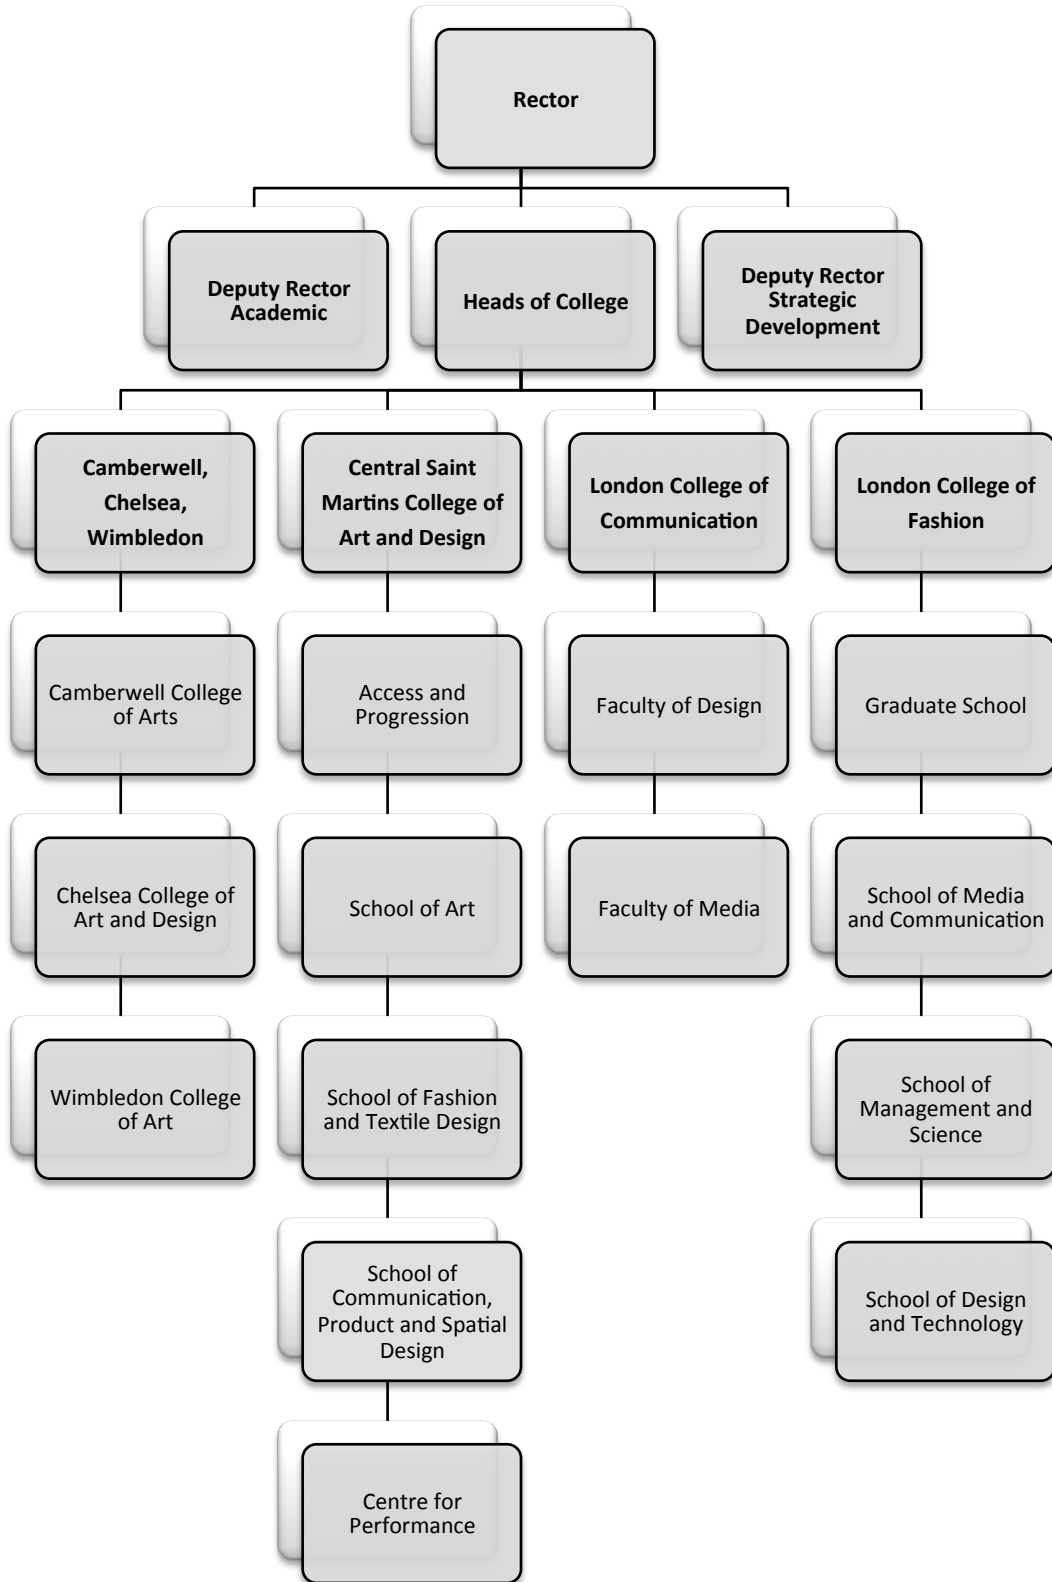 Rector
Deputy Rector
Academic
Heads of College
Deputy Rector
Strategic
Development
Camberwell,
Chelsea,
Wimbledon
Central Saint
Martins College of
Art and Design
London College of
Communication
London College of
Fashion
Camberwell College
of Arts
Access and
Progression
Faculty of Design
Graduate School
Chelsea College of
Art and Design
School of Art
Faculty of Media
School of Media
and Communication
Wimbledon College
of Art
School of Fashion
and Textile Design
School of
Management and
Science
School of
Communication,
Product and Spatial
Design
School of Design
and Technology
Centre for
Performance